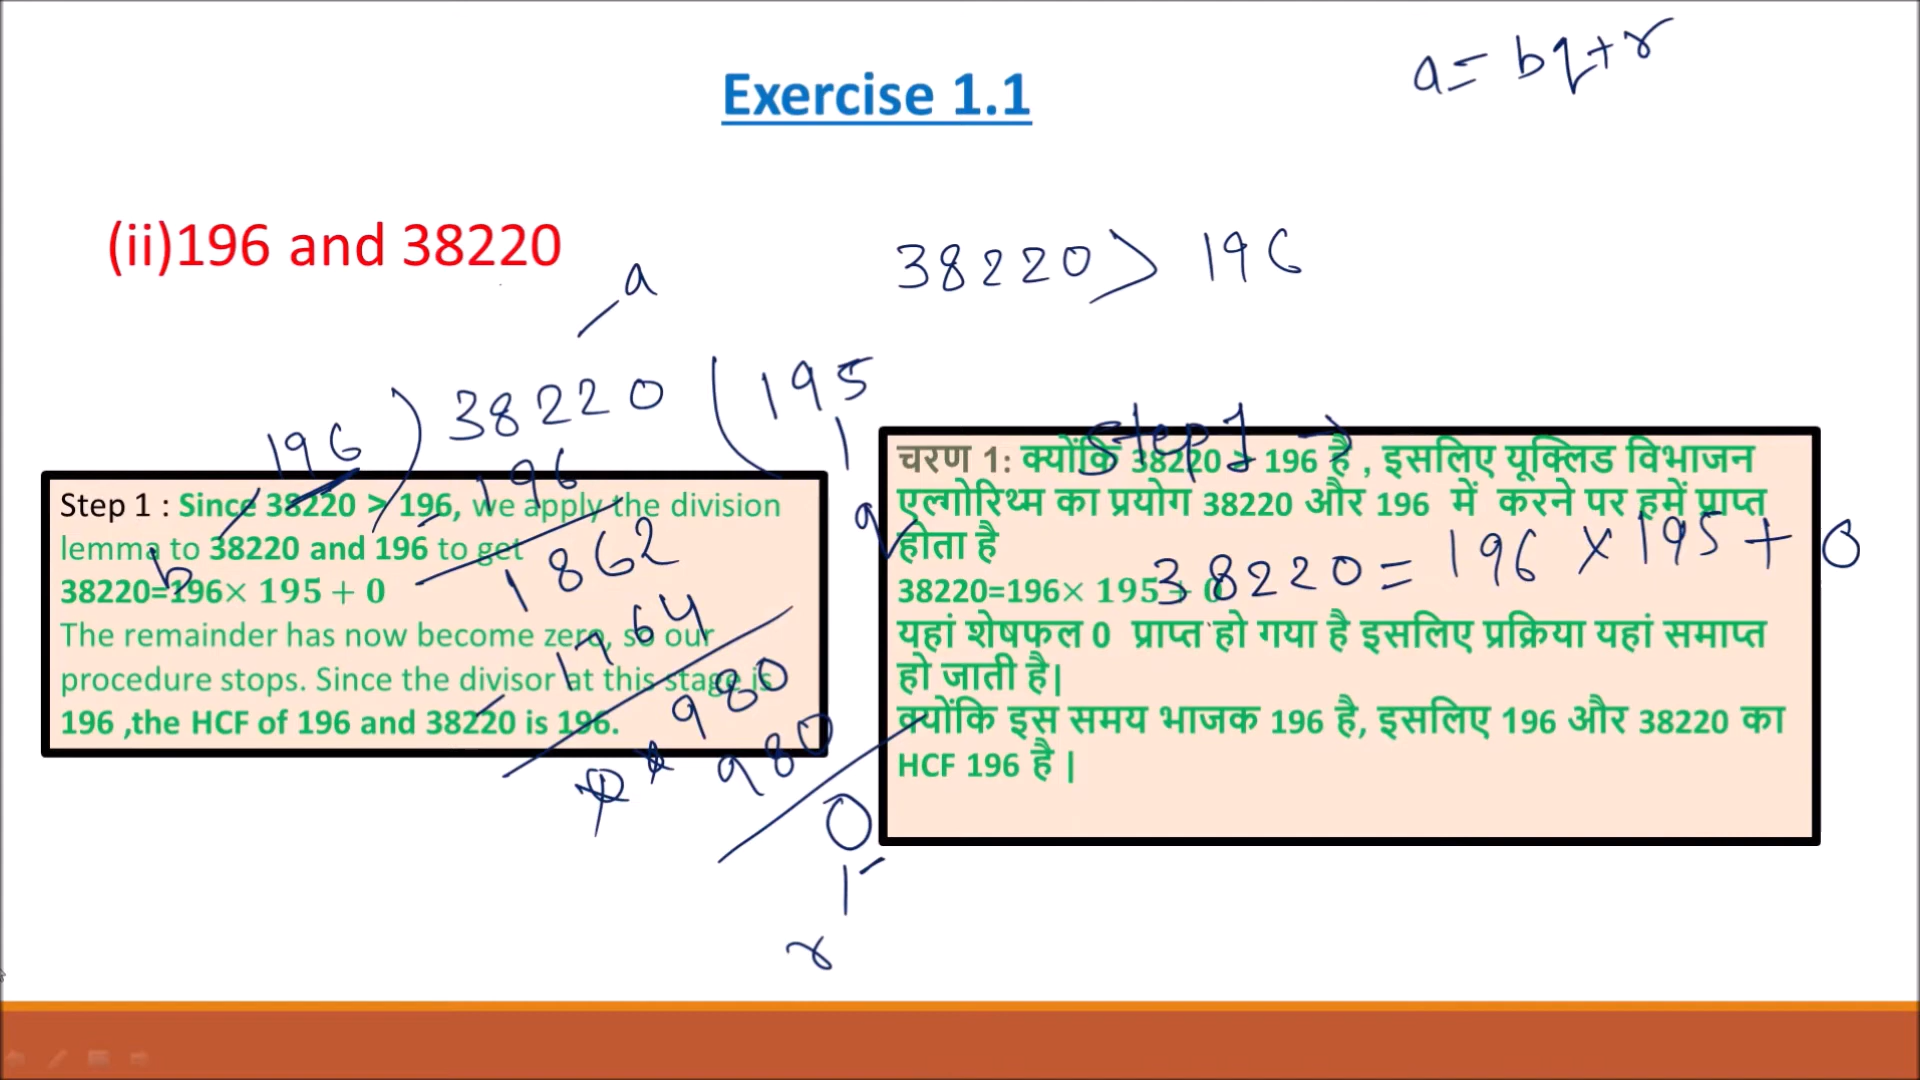 a = bq + r
Exercise 1.1
(ii)196 and 38220
38220 > 196
a
196 ) 38220 ( 195
196
1862
1764
980
980
0
r
b
q
Step 1 : Since 38220 > 196, we apply the division
lemma to 38220 and 196 to get
38220=196× 195 + 0
The remainder has now become zero, so our
procedure stops. Since the divisor at this stage is
196 ,the HCF of 196 and 38220 is 196.
Step 1 →
38220 = 196 × 195 + 0
चरण 1: क्योंकि 38220 > 196 है , इसलिए यूक्लिड विभाजन
एल्गोरिथ्म का प्रयोग 38220 और 196 में करने पर हमें प्राप्त
होता है
38220=196× 195 + 0
यहां शेषफल 0 प्राप्त हो गया है इसलिए प्रक्रिया यहां समाप्त
हो जाती है|
क्योंकि इस समय भाजक 196 है, इसलिए 196 और 38220 का
HCF 196 है |